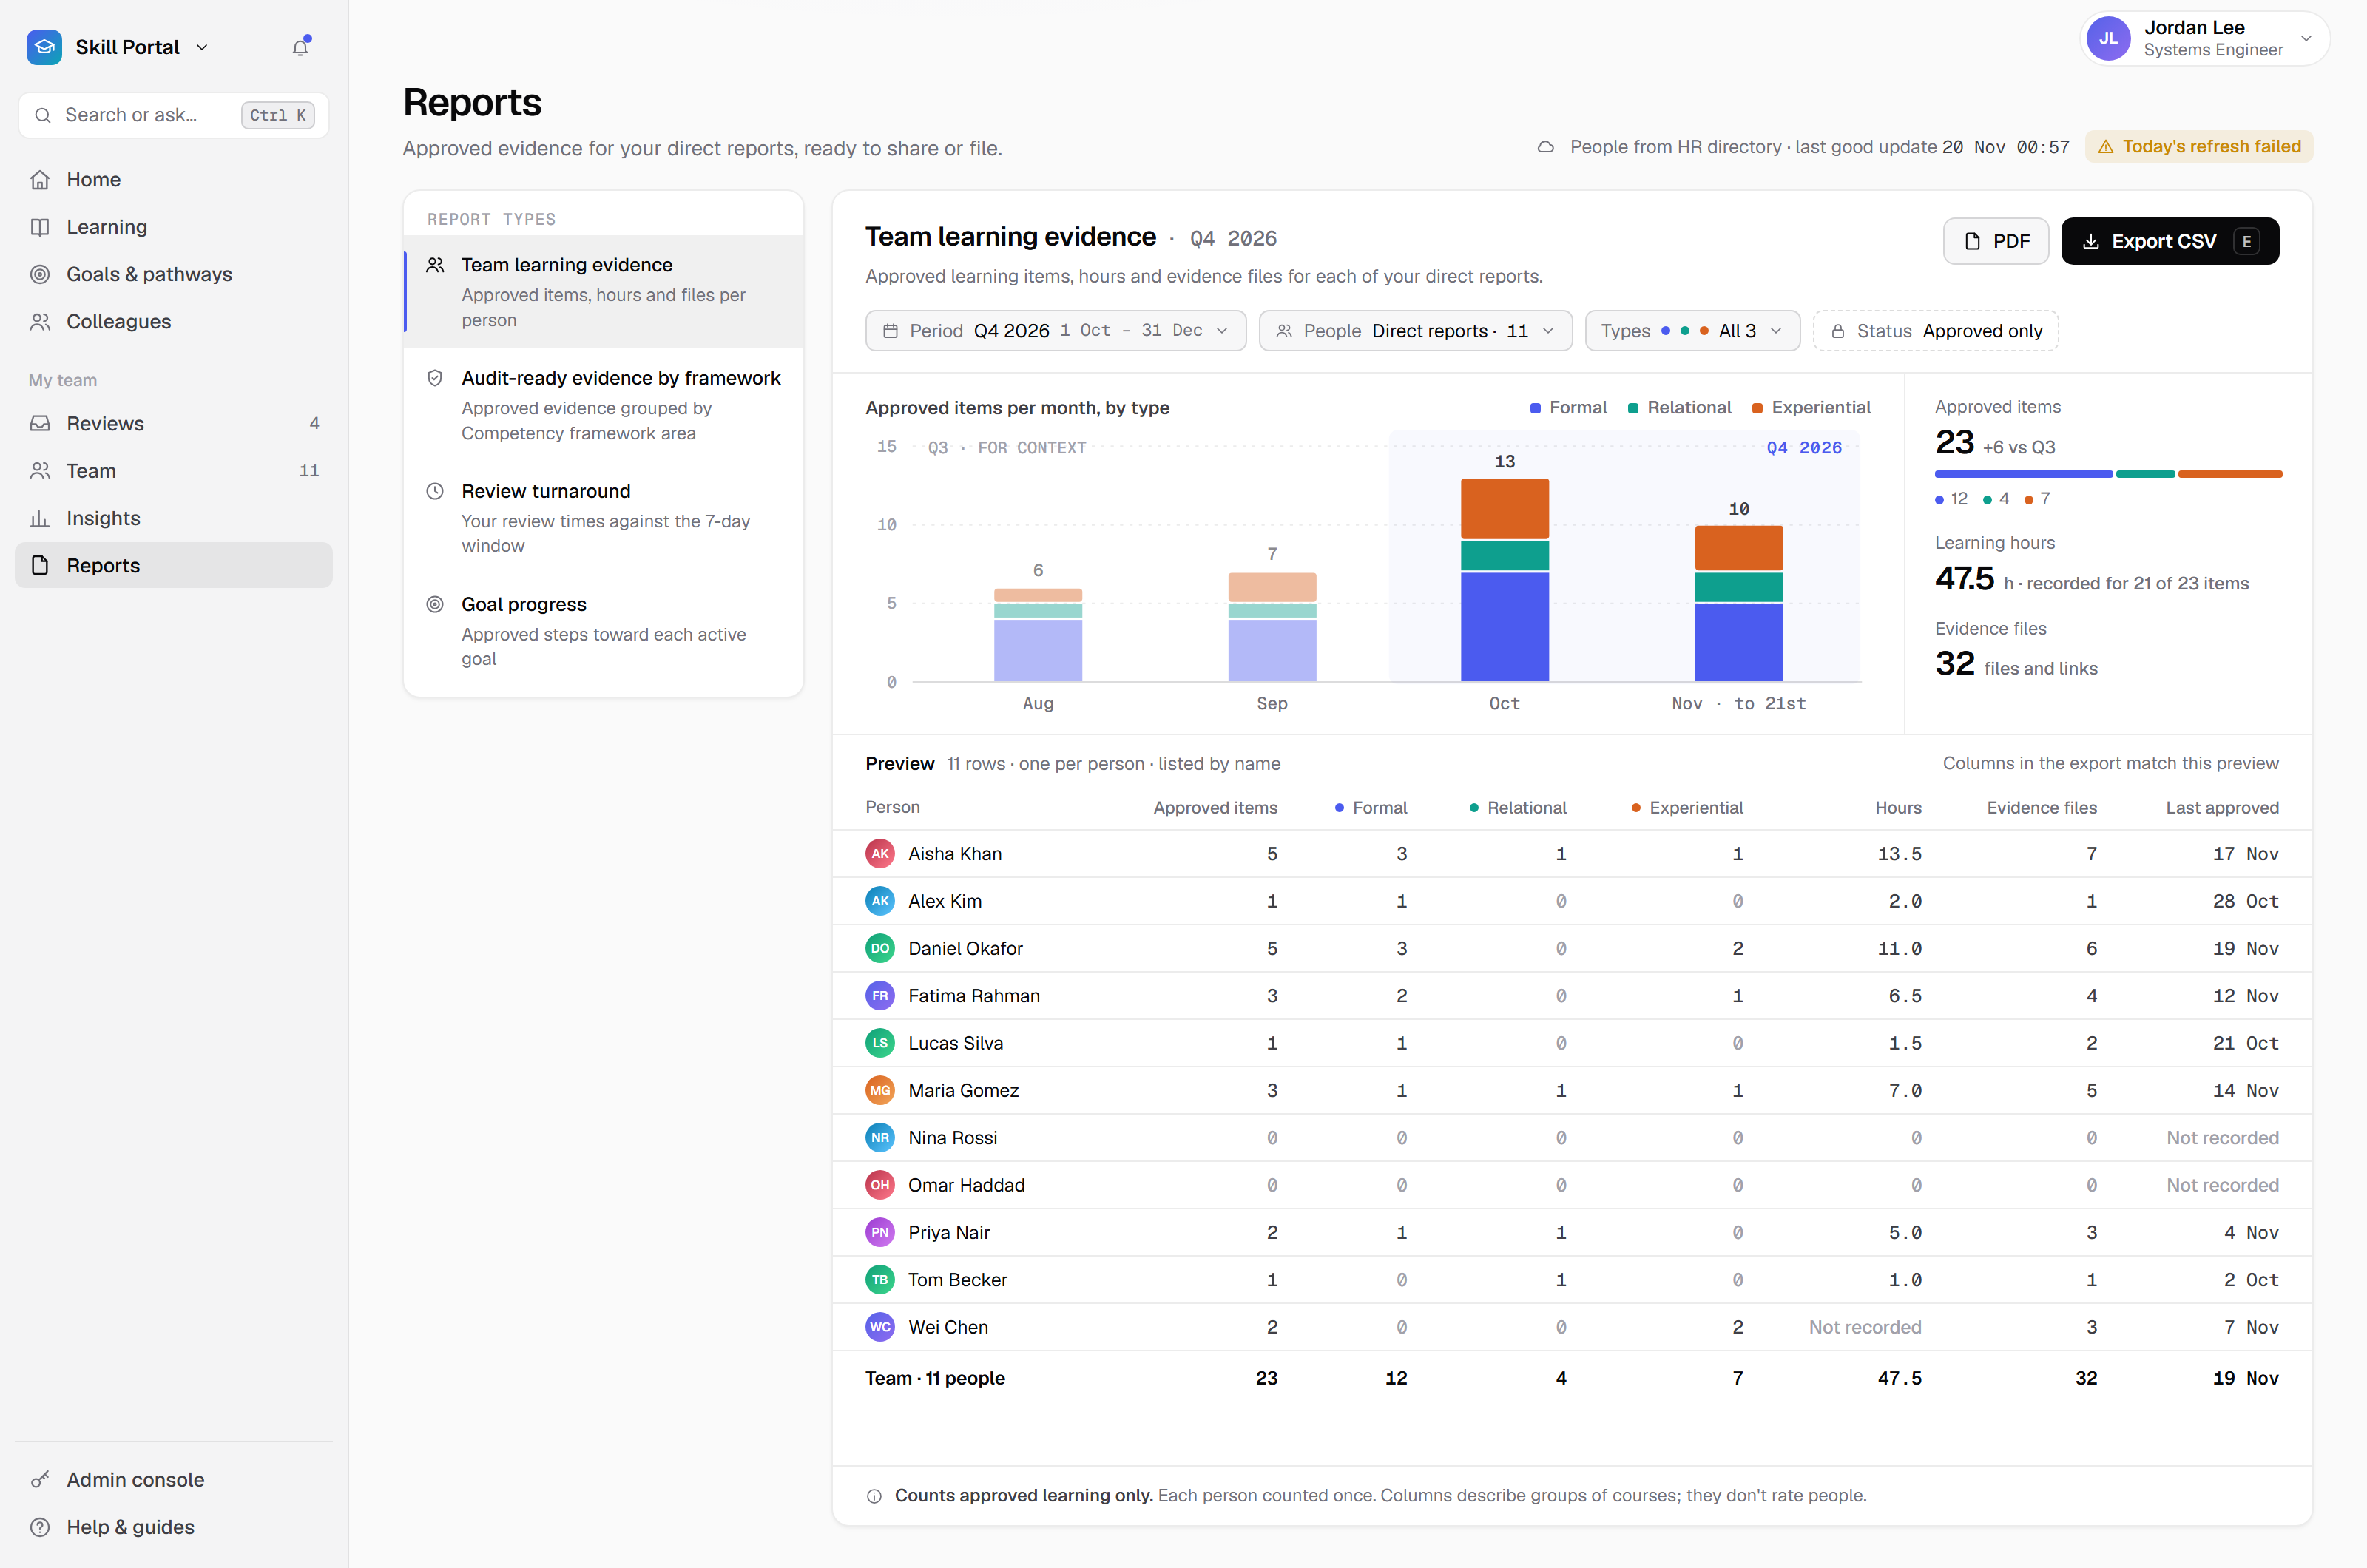 Skill Portal
Search or ask... Ctrl K
Home
Learning
Goals & pathways
Colleagues
My team
Reviews 4
Team 11
Insights
Reports
Admin console
Help & guides
JL Jordan Lee
Systems Engineer
Reports
Approved evidence for your direct reports, ready to share or file.
People from HR directory · last good update 20 Nov 00:57 Today's refresh failed
REPORT TYPES
Team learning evidence
Approved items, hours and files per
person
Audit-ready evidence by framework
Approved evidence grouped by
Competency framework area
Review turnaround
Your review times against the 7-day
window
Goal progress
Approved steps toward each active
goal
Team learning evidence · Q4 2026
PDF Export CSV E
Approved learning items, hours and evidence files for each of your direct reports.
Period Q4 2026 1 Oct – 31 Dec People Direct reports · 11 Types All 3 Status Approved only
Approved items per month, by type Formal Relational Experiential
15 Q3 · FOR CONTEXT Q4 2026
10
5
0
6
7
13
10
Aug Sep Oct Nov · to 21st
Approved items
23 +6 vs Q3
12 4 7
Learning hours
47.5 h · recorded for 21 of 23 items
Evidence files
32 files and links
Preview 11 rows · one per person · listed by name Columns in the export match this preview
Person Approved items Formal Relational Experiential Hours Evidence files Last approved
AK Aisha Khan 5 3 1 1 13.5 7 17 Nov
AK Alex Kim 1 1 0 0 2.0 1 28 Oct
DO Daniel Okafor 5 3 0 2 11.0 6 19 Nov
FR Fatima Rahman 3 2 0 1 6.5 4 12 Nov
LS Lucas Silva 1 1 0 0 1.5 2 21 Oct
MG Maria Gomez 3 1 1 1 7.0 5 14 Nov
NR Nina Rossi 0 0 0 0 0 0 Not recorded
OH Omar Haddad 0 0 0 0 0 0 Not recorded
PN Priya Nair 2 1 1 0 5.0 3 4 Nov
TB Tom Becker 1 0 1 0 1.0 1 2 Oct
WC Wei Chen 2 0 0 2 Not recorded 3 7 Nov
Team · 11 people 23 12 4 7 47.5 32 19 Nov
Counts approved learning only. Each person counted once. Columns describe groups of courses; they don't rate people.